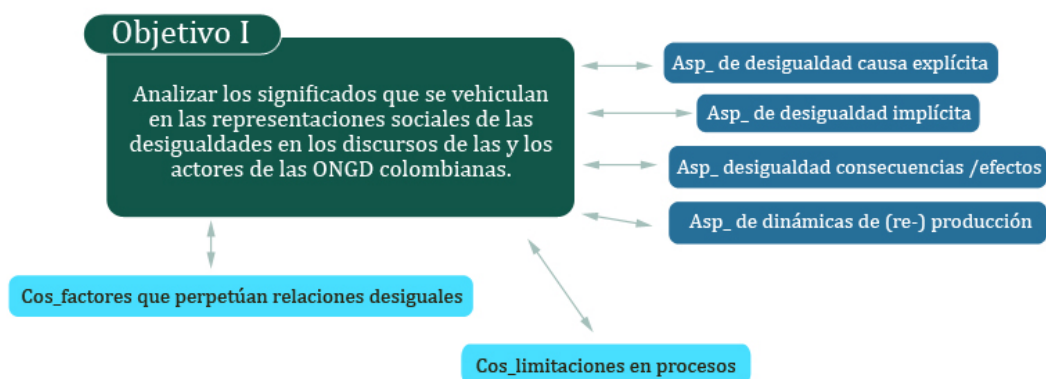 Objetivo I
Analizar los significados que se vehiculan
en las representaciones sociales de las
desigualdades en los discursos de las y los
actores de las ONGD colombianas.
Asp_ de desigualdad causa explícita
Asp_ de desigualdad implícita
Asp_ desigualdad consecuencias /efectos
Asp_ de dinámicas de (re-) producción
Cos_factores que perpetúan relaciones desiguales
Cos_limitaciones en procesos